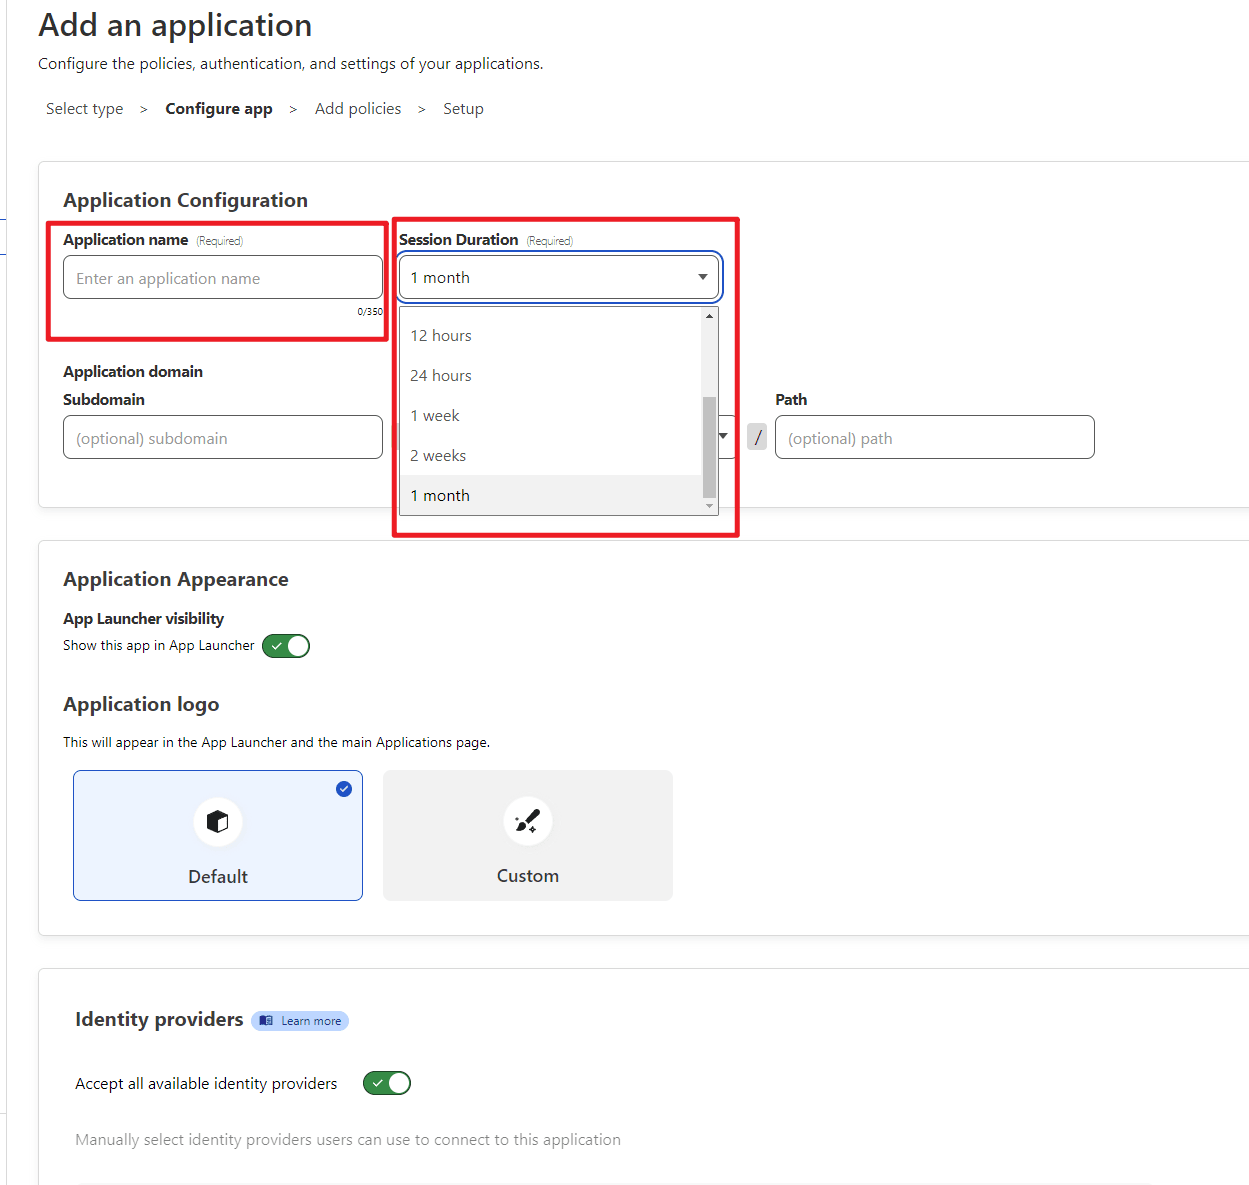 Add an application
Configure the policies, authentication, and settings of your applications.
Select type > Configure app > Add policies > Setup
Application Configuration
Application name (Required)
Enter an application name
0/350
Session Duration (Required)
1 month
12 hours
24 hours
1 week
2 weeks
1 month
Application domain
Subdomain
(optional) subdomain
/
Path
(optional) path
Application Appearance
App Launcher visibility
Show this app in App Launcher
Application logo
This will appear in the App Launcher and the main Applications page.
Default
Custom
Identity providers Learn more
Accept all available identity providers
Manually select identity providers users can use to connect to this application